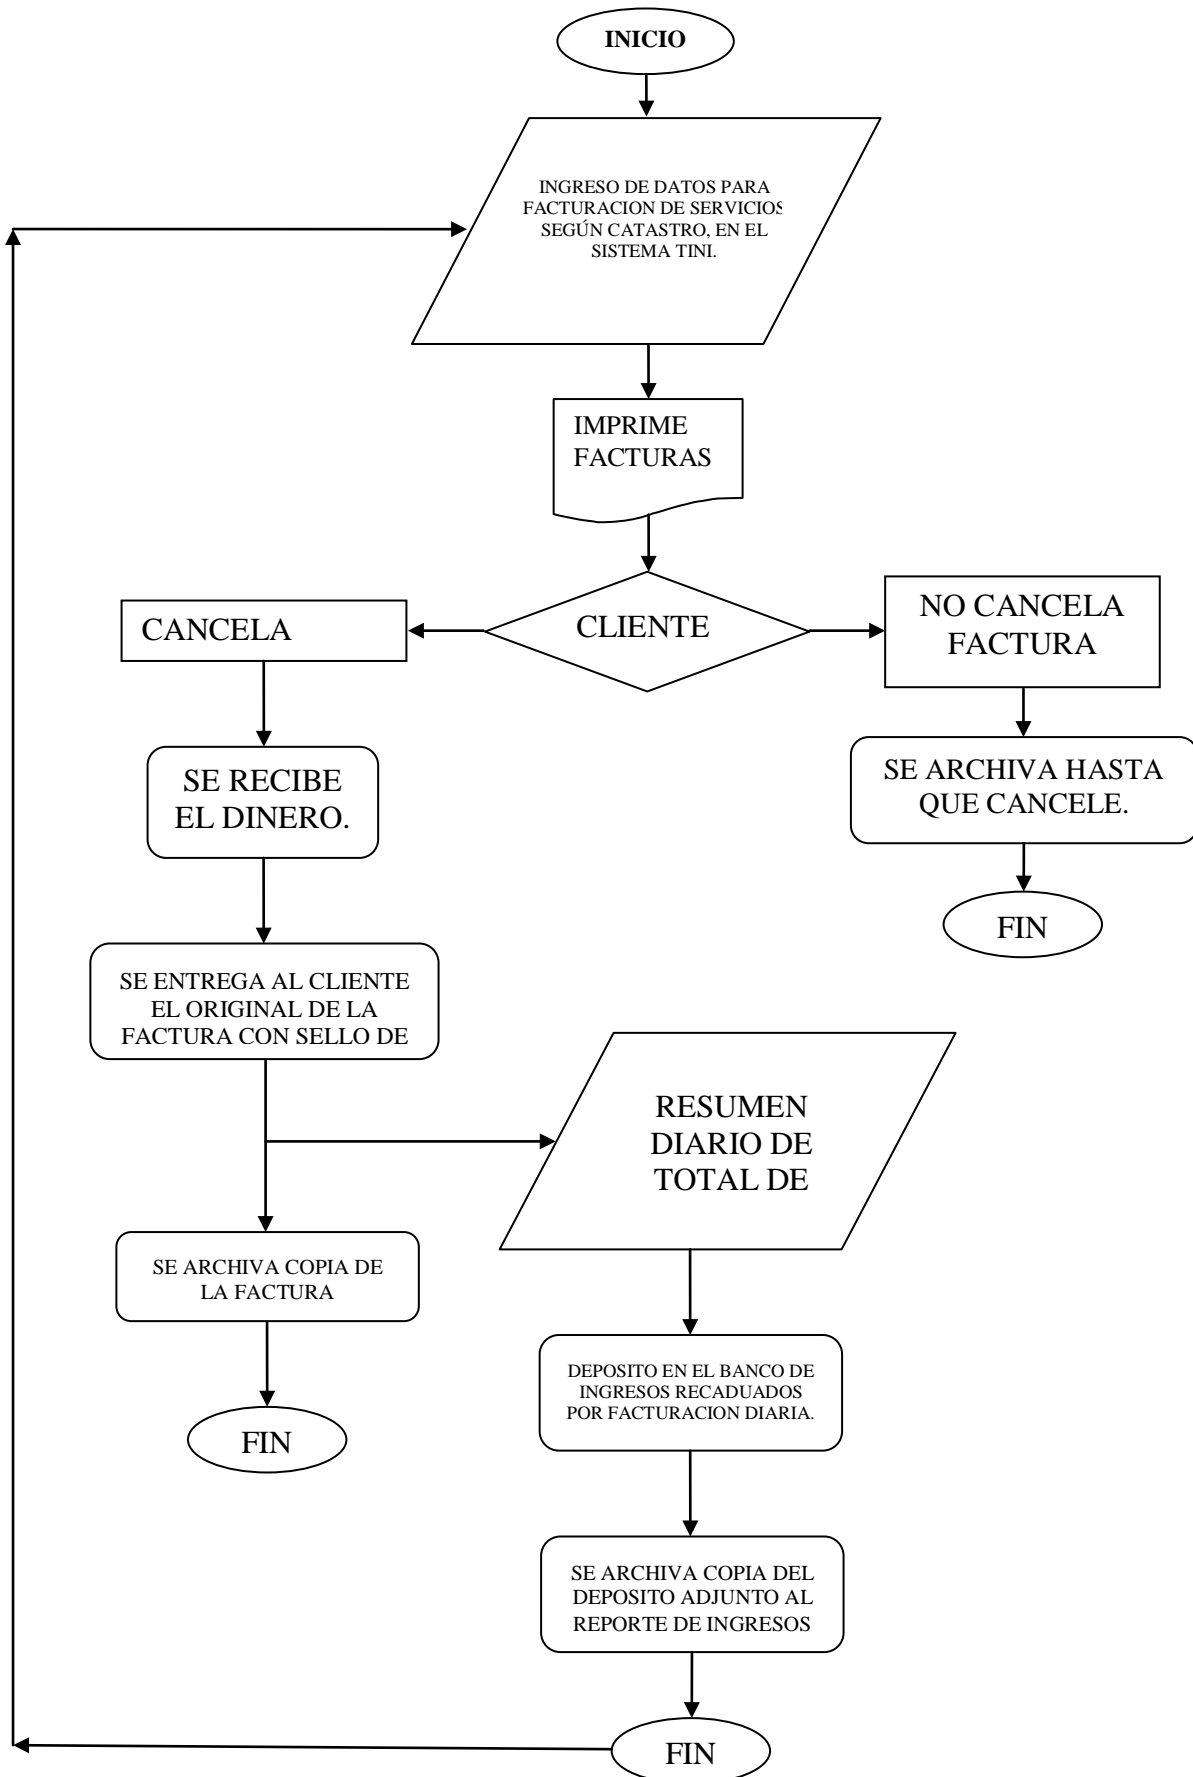 INICIO
INGRESO DE DATOS PARA
FACTURACION DE SERVICIOS
SEGÚN CATASTRO, EN EL
SISTEMA TINI.
IMPRIME
FACTURAS
CLIENTE
CANCELA
NO CANCELA
FACTURA
SE RECIBE
EL DINERO.
SE ARCHIVA HASTA
QUE CANCELE.
FIN
SE ENTREGA AL CLIENTE
EL ORIGINAL DE LA
FACTURA CON SELLO DE
RESUMEN
DIARIO DE
TOTAL DE
SE ARCHIVA COPIA DE
LA FACTURA
DEPOSITO EN EL BANCO DE
INGRESOS RECADUADOS
POR FACTURACION DIARIA.
FIN
SE ARCHIVA COPIA DEL
DEPOSITO ADJUNTO AL
REPORTE DE INGRESOS
FIN